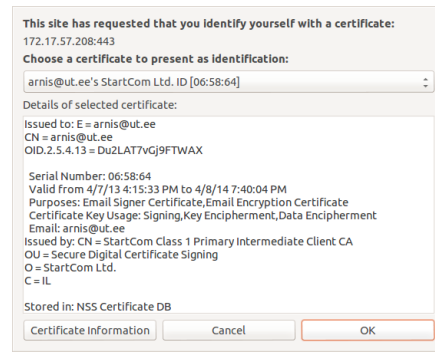 This site has requested that you identify yourself with a certificate:
172.17.57.208:443
Choose a certificate to present as identification:
arnis@ut.ee's StartCom Ltd. ID [06:58:64]
Details of selected certificate:
Issued to: E = arnis@ut.ee
CN = arnis@ut.ee
OID.2.5.4.13 = Du2LAT7vGj9FTWAX
Serial Number: 06:58:64
Valid from 4/7/13 4:15:33 PM to 4/8/14 7:40:04 PM
Purposes: Email Signer Certificate,Email Encryption Certificate
Certificate Key Usage: Signing,Key Encipherment,Data Encipherment
Email: arnis@ut.ee
Issued by: CN = StartCom Class 1 Primary Intermediate Client CA
OU = Secure Digital Certificate Signing
O = StartCom Ltd.
C = IL
Stored in: NSS Certificate DB
Certificate Information Cancel OK